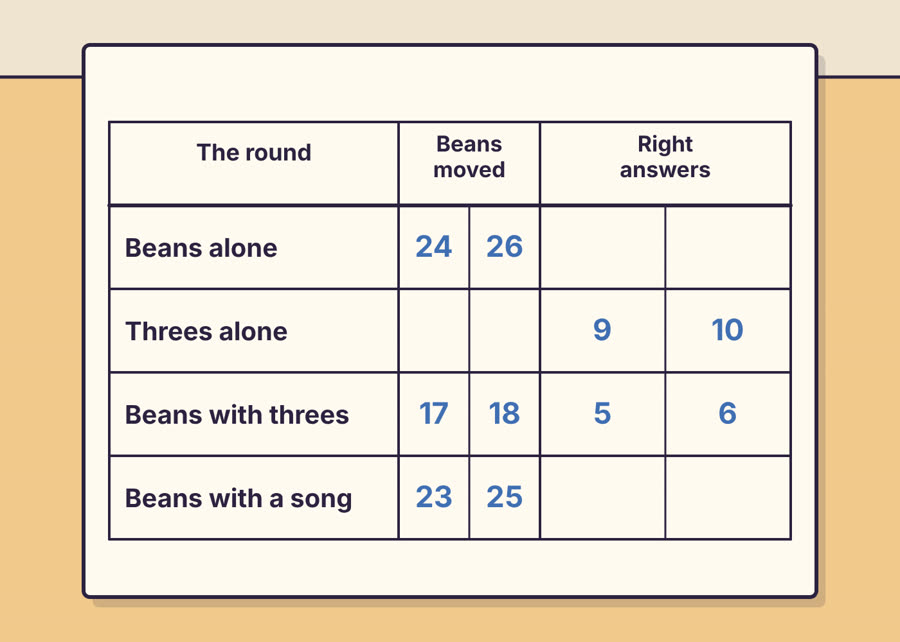 The round
Beans
moved
Right
answers
Beans alone
24
26
Threes alone
9
10
Beans with threes
17
18
5
6
Beans with a song
23
25